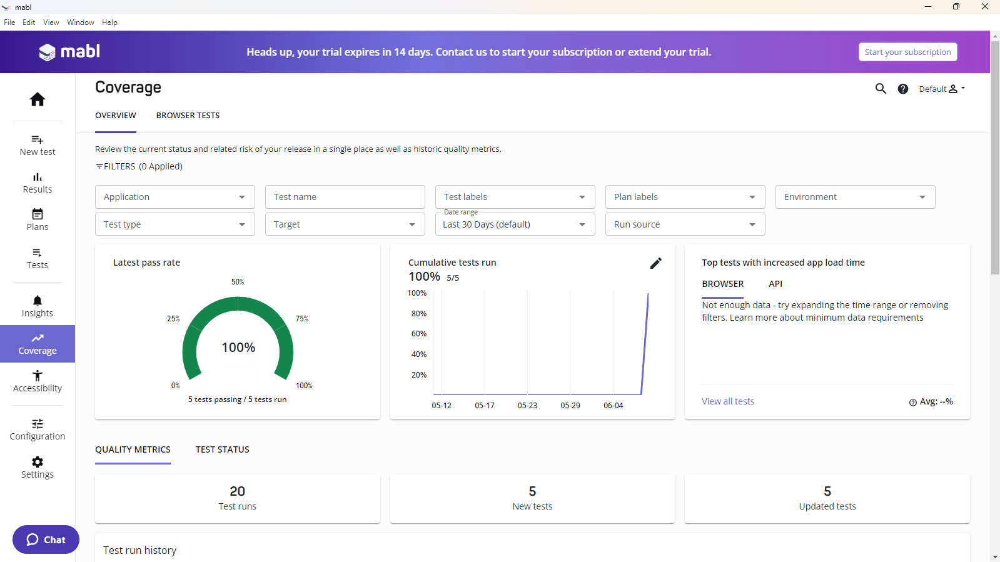 mabl
File Edit View Window Help
mabl
Heads up, your trial expires in 14 days. Contact us to start your subscription or extend your trial.
Start your subscription
Coverage
Default
OVERVIEW BROWSER TESTS
New test
Results
Plans
Tests
Insights
Coverage
Accessibility
Configuration
Settings
Chat
Review the current status and related risk of your release in a single place as well as historic quality metrics.
FILTERS (0 Applied)
Application
Test name
Test labels
Plan labels
Environment
Test type
Target
Date range
Last 30 Days (default)
Run source
Latest pass rate
50%
25%
75%
100%
0%
100%
5 tests passing / 5 tests run
Cumulative tests run
100% 5/5
100%
80%
60%
40%
20%
05-12 05-17 05-23 05-29 06-04
Top tests with increased app load time
BROWSER API
Not enough data - try expanding the time range or removing
filters. Learn more about minimum data requirements
View all tests
Avg: --%
QUALITY METRICS TEST STATUS
20
Test runs
5
New tests
5
Updated tests
Test run history